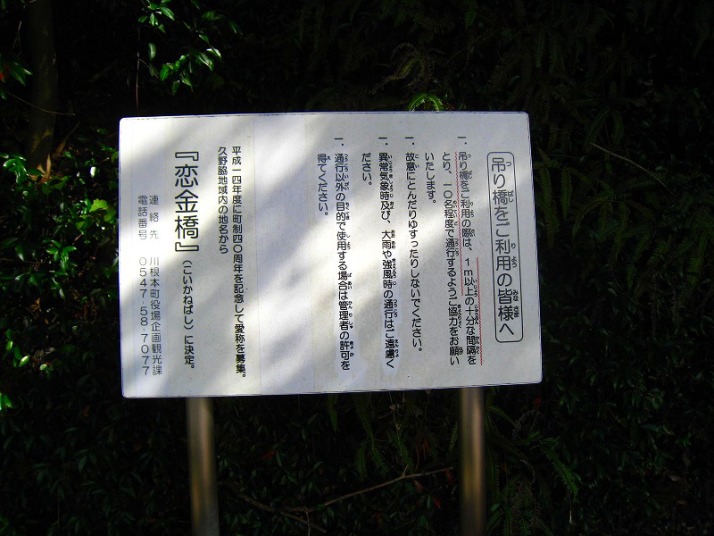 吊り橋をご利用の皆様へ
一．吊り橋をご利用の際は、1m以上の十分な間隔を
とり、一〇名程度で通行するようご協力をお願い
いたします。
一．故意にとんだりゆすったりしないでください。
一．異常気象時及び、大雨や強風時の通行はご遠慮く
ださい。
一．通行以外の目的で使用する場合は管理者の許可を
得てください。
平成一四年度に町制四〇周年を記念して愛称を募集。
久野脇地域内の地名から
『恋金橋』（こいかねばし）に決定。
連絡先　川根本町役場企画観光課
電話番号　0547-58-7077